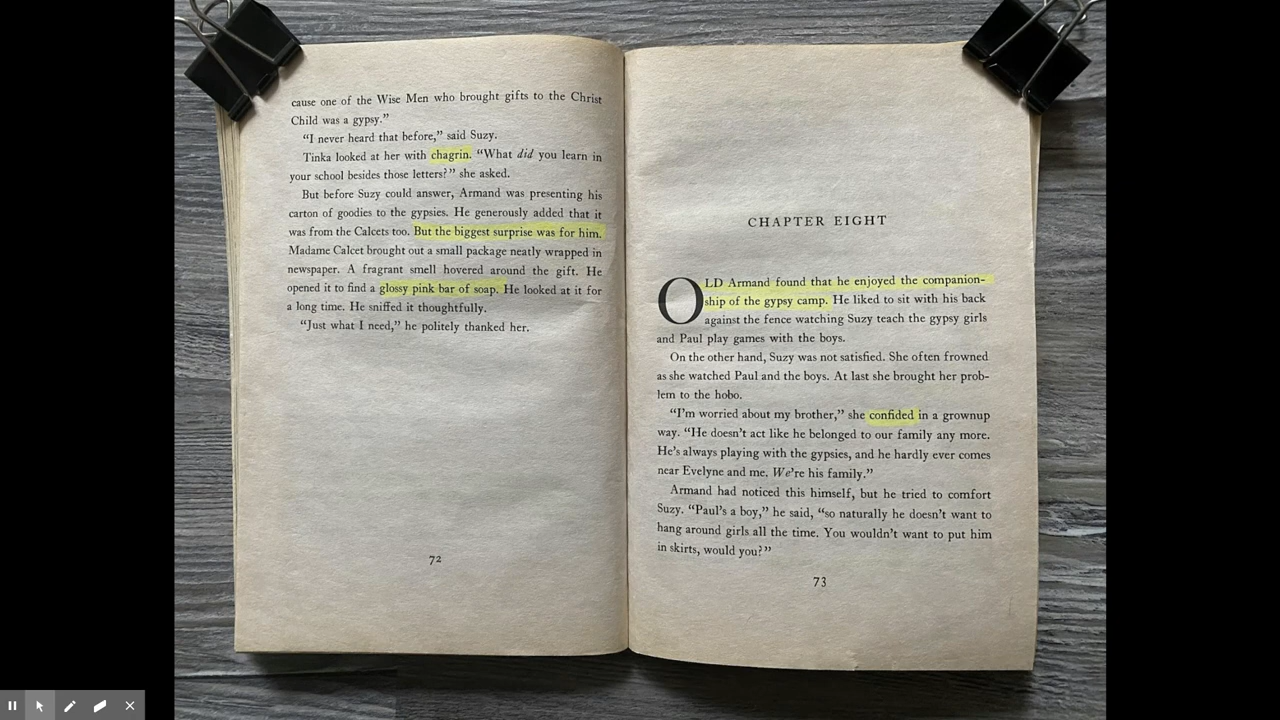 cause one of the Wise Men who brought gifts to the Christ
Child was a gypsy.”
“I never heard that before,” said Suzy.
Tinka looked at her with chagrin. “What did you learn in
your school besides those letters?” she asked.
But before Suzy could answer, Armand was presenting his
carton of goodies to the gypsies. He generously added that it
was from the Calcets too. But the biggest surprise was for him.
Madame Calcet brought out a small package neatly wrapped in
newspaper. A fragrant smell hovered around the gift. He
opened it to find a glossy pink bar of soap. He looked at it for
a long time. He sniffed it thoughtfully.
“Just what I need,” he politely thanked her.
72
CHAPTER EIGHT
OLD Armand found that he enjoyed the companion-
ship of the gypsy camp. He liked to sit with his back
against the fence watching Suzy teach the gypsy girls
and Paul play games with the boys.
On the other hand, Suzy was not satisfied. She often frowned
as she watched Paul and the boys. At last she brought her prob-
lem to the hobo.
“I’m worried about my brother,” she confided in a grownup
way. “He doesn’t act like he belonged to our family any more.
He’s always playing with the gypsies, and he hardly ever comes
near Evelyne and me. We’re his family.”
Armand had noticed this himself, but he tried to comfort
Suzy. “Paul’s a boy,” he said, “so naturally he doesn’t want to
hang around girls all the time. You wouldn’t want to put him
in skirts, would you?”
73